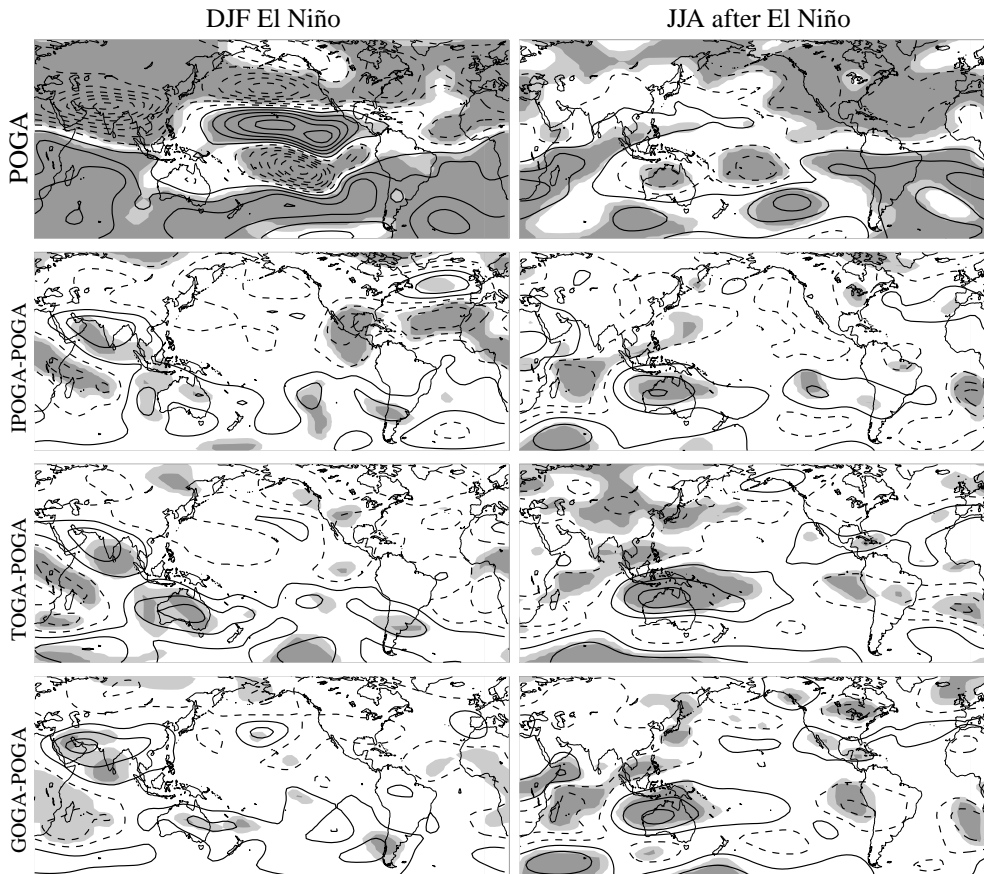 DJF El Niño
JJA after El Niño
POGA
IPOGA-POGA
TOGA-POGA
GOGA-POGA